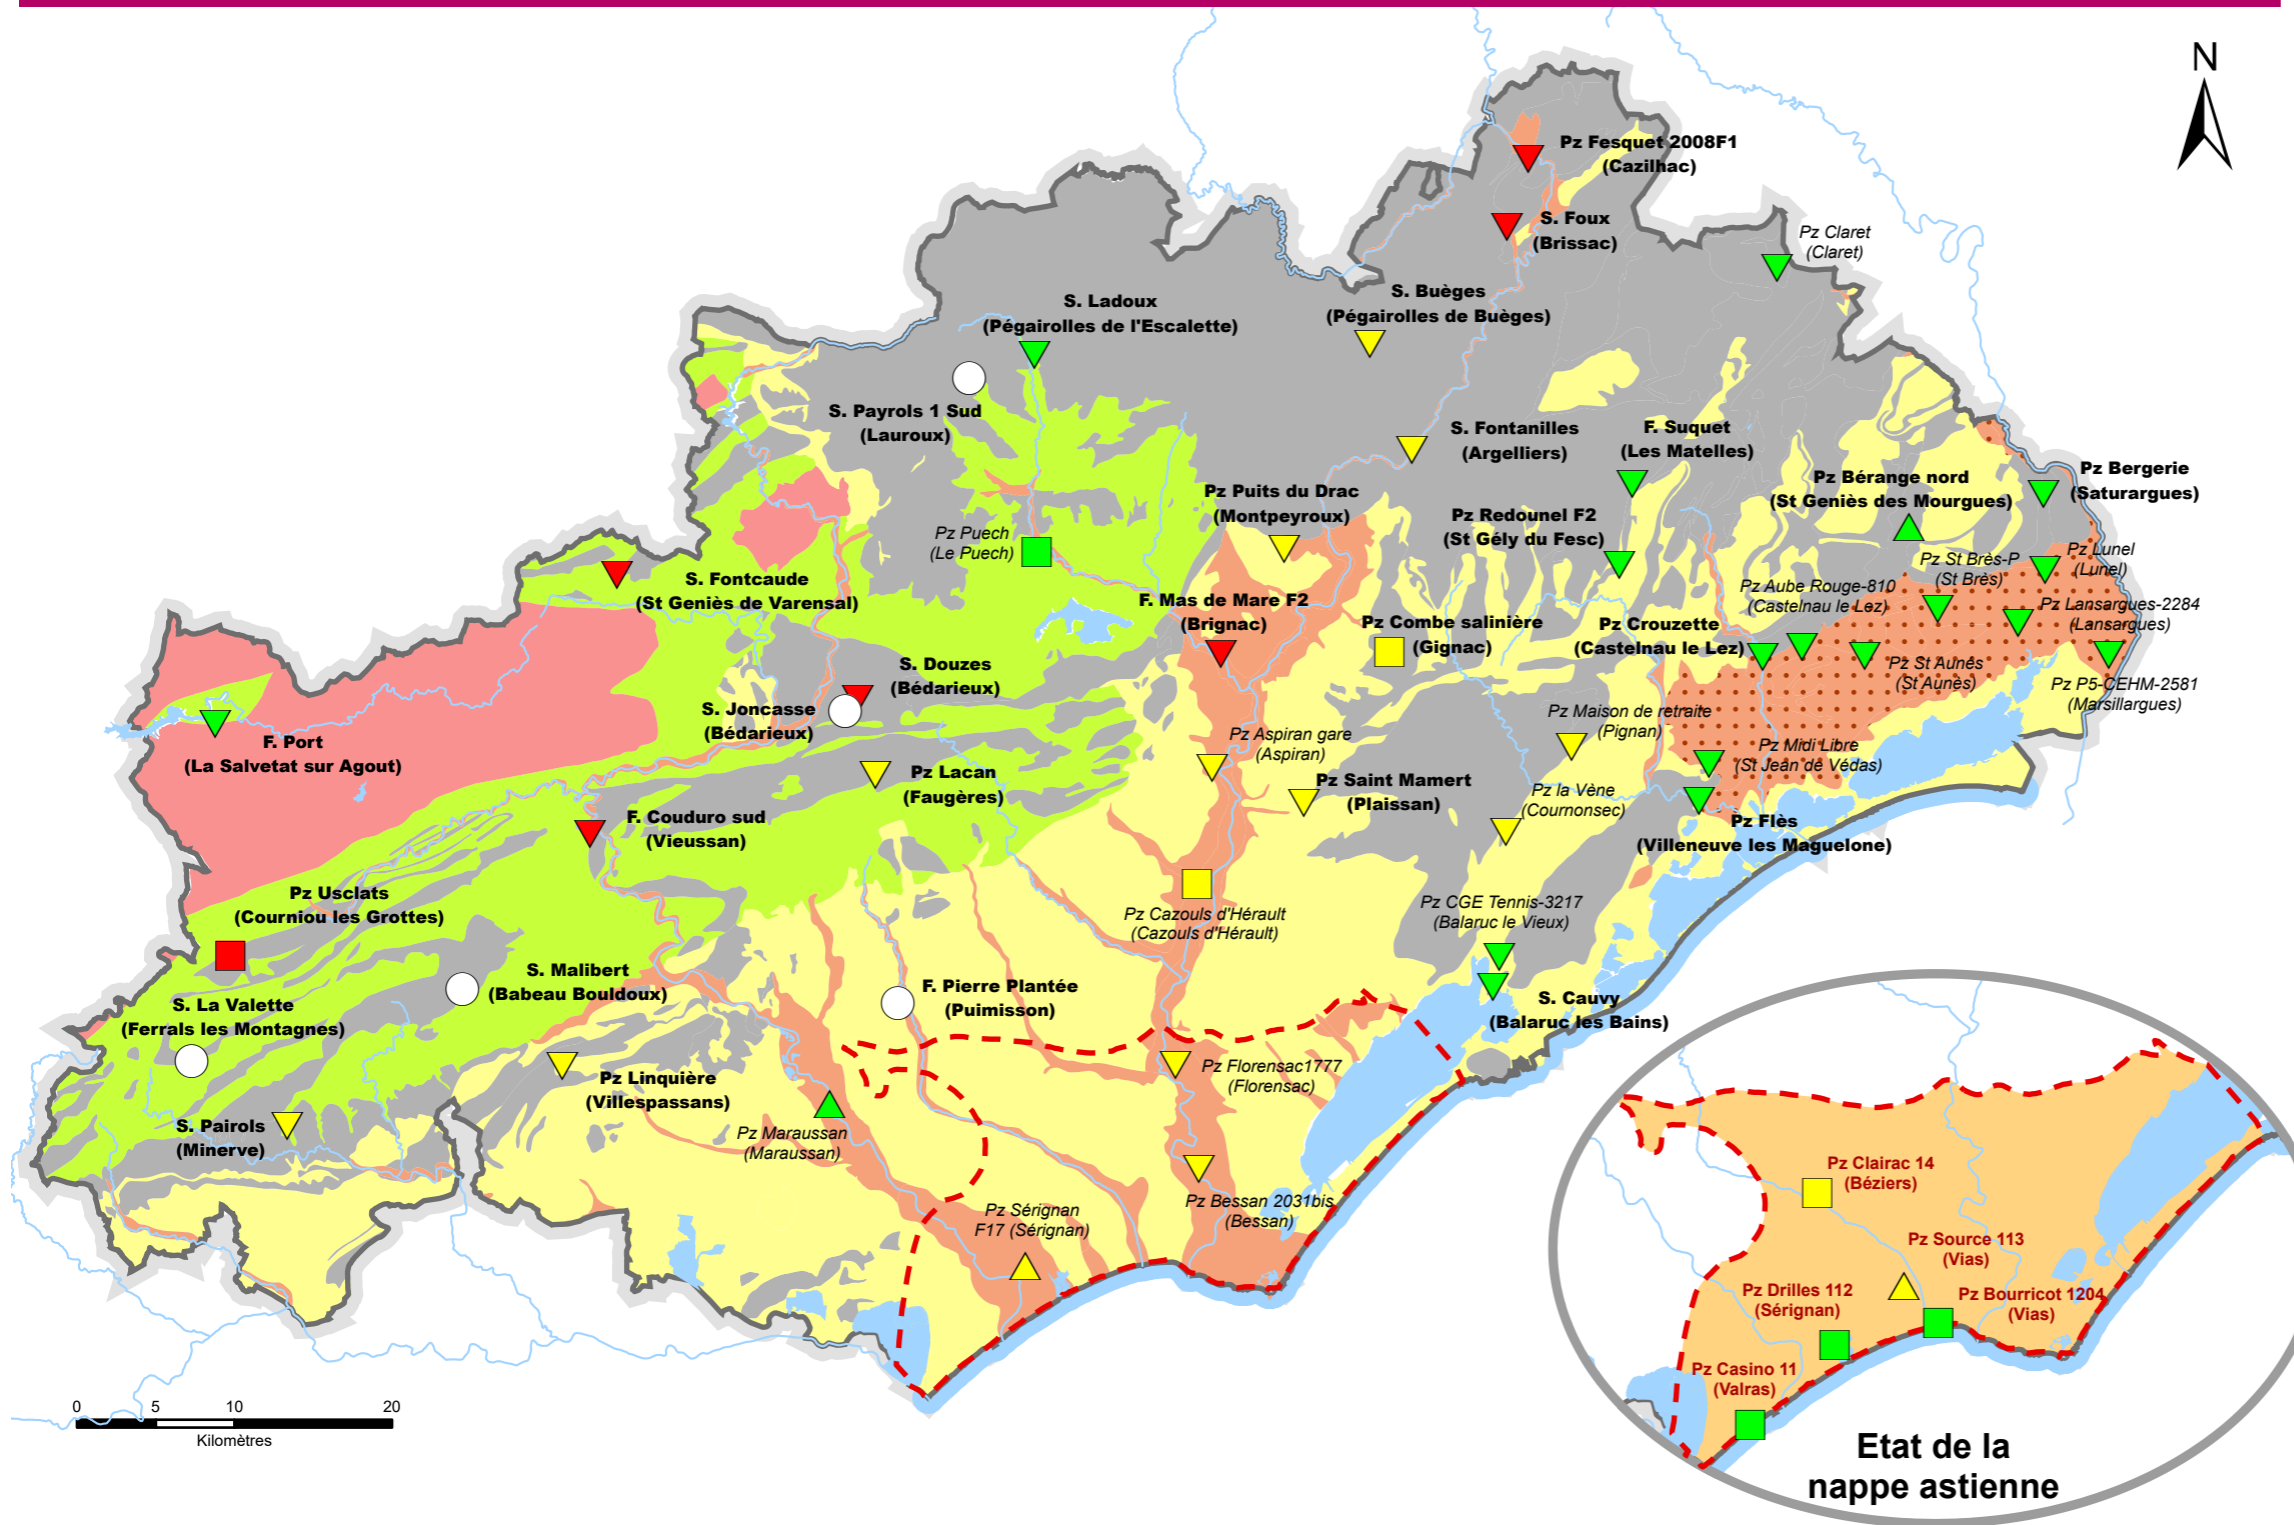 N
Pz Fesquet 2008F1
(Cazilhac)
S. Foux
(Brissac)
Pz Claret
(Claret)
S. Ladoux
(Pégairolles de l'Escalette)
S. Buèges
(Pégairolles de Buèges)
S. Payrols 1 Sud
(Lauroux)
S. Fontanilles
(Argelliers)
F. Suquet
(Les Matelles)
Pz Bérange nord
(St Geniès des Mourgues)
Pz Bergerie
(Saturargues)
Pz Puits du Drac
(Montpeyroux)
Pz Redounel F2
(St Gély du Fesc)
Pz Puech
(Le Puech)
Pz St Brès-P
(St Brès)
Pz Lunel
(Lunel)
S. Fontcaude
(St Geniès de Varensal)
Pz Aube Rouge-810
(Castelnau le Lez)
F. Mas de Mare F2
(Brignac)
Pz Combe salinière
(Gignac)
Pz Crouzette
(Castelnau le Lez)
Pz Lansargues-2284
(Lansargues)
S. Douzes
(Bédarieux)
Pz St Aunès
(St Aunès)
Pz P5-CEHM-2581
(Marsillargues)
S. Joncasse
(Bédarieux)
Pz Maison de retraite
(Pignan)
F. Port
(La Salvetat sur Agout)
Pz Aspiran gare
(Aspiran)
Pz Midi Libre
(St Jean de Védas)
Pz Lacan
(Faugères)
Pz Saint Mamert
(Plaissan)
Pz la Vène
(Cournonsec)
F. Couduro sud
(Vieussan)
Pz Flès
(Villeneuve les Maguelone)
Pz Usclats
(Courniou les Grottes)
Pz Cazouls d'Hérault
(Cazouls d'Hérault)
Pz CGE Tennis-3217
(Balaruc le Vieux)
S. Malibert
(Babeau Bouldoux)
F. Pierre Plantée
(Puimisson)
S. La Valette
(Ferrals les Montagnes)
S. Cauvy
(Balaruc les Bains)
Pz Linquière
(Villespassans)
Pz Florensac1777
(Florensac)
S. Pairols
(Minerve)
Pz Maraussan
(Maraussan)
Pz Sérignan
F17 (Sérignan)
Pz Bessan 2031bis
(Bessan)
Pz Clairac 14
(Béziers)
Pz Source 113
(Vias)
Pz Drilles 112
(Sérignan)
Pz Bourricot 1204
(Vias)
Pz Casino 11
(Valras)
0 5 10 20
Kilomètres
Etat de la
nappe astienne